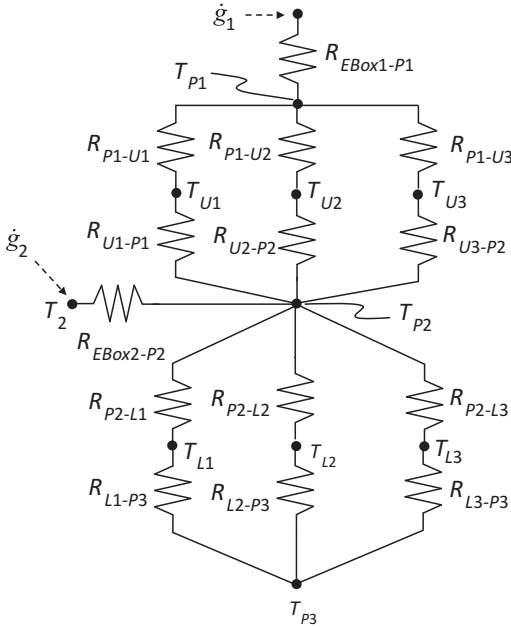 ġ₁
R_EBox1-P1
T_P1
R_P1-U1
R_P1-U2
R_P1-U3
T_U1
T_U2
T_U3
R_U1-P1
R_U2-P2
R_U3-P2
ġ₂
T₂
R_EBox2-P2
T_P2
R_P2-L1
R_P2-L2
R_P2-L3
T_L1
T_L2
T_L3
R_L1-P3
R_L2-P3
R_L3-P3
T_P3